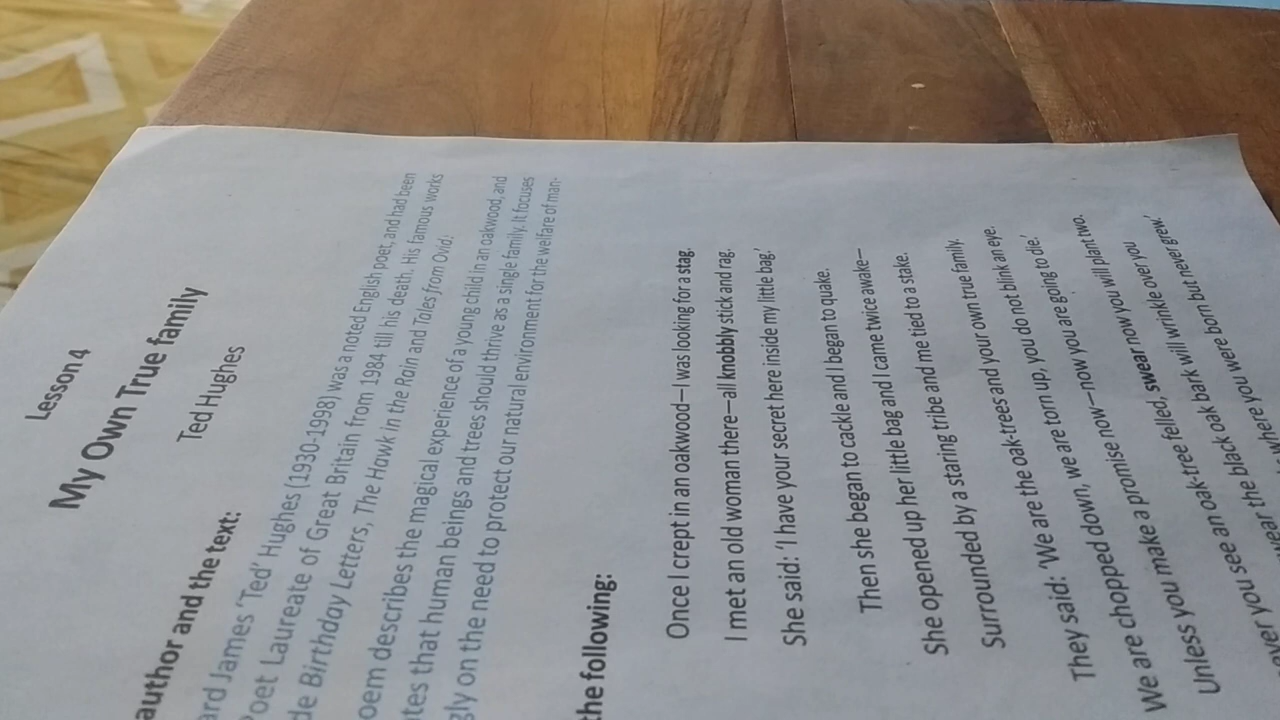 Lesson 4
My Own True family
Ted Hughes
author and the text:
ard James 'Ted' Hughes (1930-1998) was a noted English poet, and had been
Poet Laureate of Great Britain from 1984 till his death. His famous works
de Birthday Letters, The Hawk in the Rain and Tales from Ovid.
oem describes the magical experience of a young child in an oakwood, and
tes that human beings and trees should thrive as a single family. It focuses
gly on the need to protect our natural environment for the welfare of man-
the following:
Once I crept in an oakwood—I was looking for a stag.
I met an old woman there—all knobbly stick and rag.
She said: 'I have your secret here inside my little bag.'
Then she began to cackle and I began to quake.
She opened up her little bag and I came twice awake—
Surrounded by a staring tribe and me tied to a stake.
They said: 'We are the oak-trees and your own true family.
We are chopped down, we are torn up, you do not blink an eye.
Unless you make a promise now—now you are going to die.'
ever you see an oak-tree felled, swear now you will plant two.
wear the black oak bark will wrinkle over you
where you were born but never grew.'